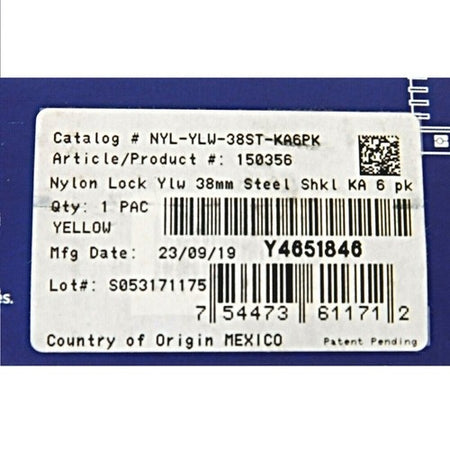 Catalog # NYL-YLW-38ST-KA6PK
Article/Product #: 150356
Nylon Lock Ylw 38mm Steel Shkl KA 6 pk
Qty: 1 PAC
YELLOW
Mfg Date: 23/09/19 Y4651846
Lot#: S053171175
7 54473 61171 2
Country of Origin MEXICO
Patent Pending